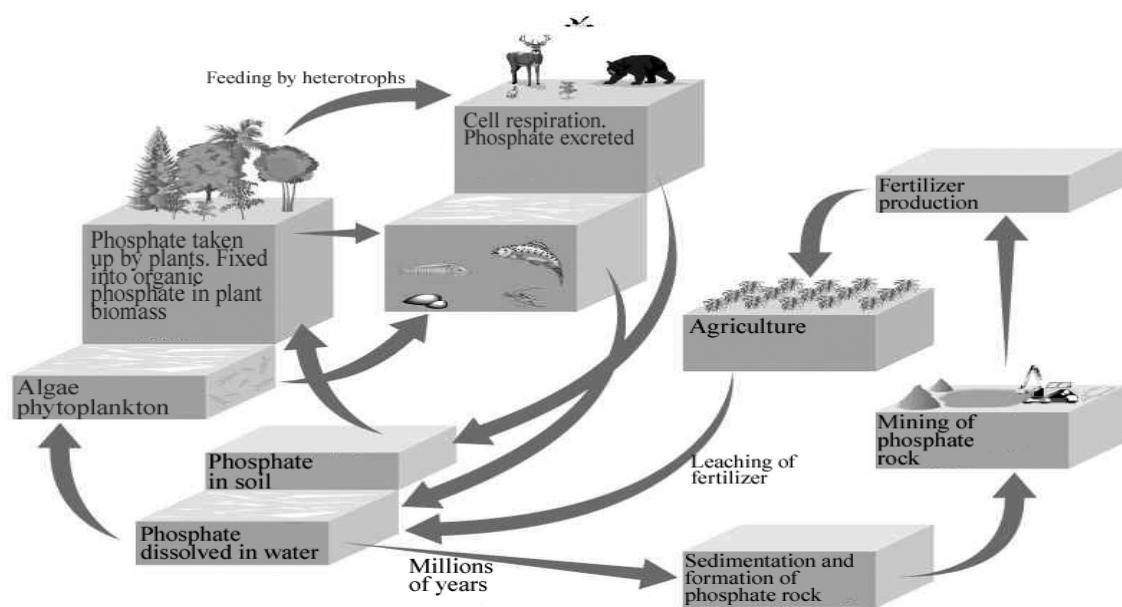 Feeding by heterotrophs
Cell respiration.
Phosphate excreted
Fertilizer
production
Phosphate taken
up by plants. Fixed
into organic
phosphate in plant
biomass
Agriculture
Algae
phytoplankton
Mining of
phosphate
rock
Phosphate
in soil
Leaching of
fertilizer
Phosphate
dissolved in water
Millions
of years
Sedimentation and
formation of
phosphate rock